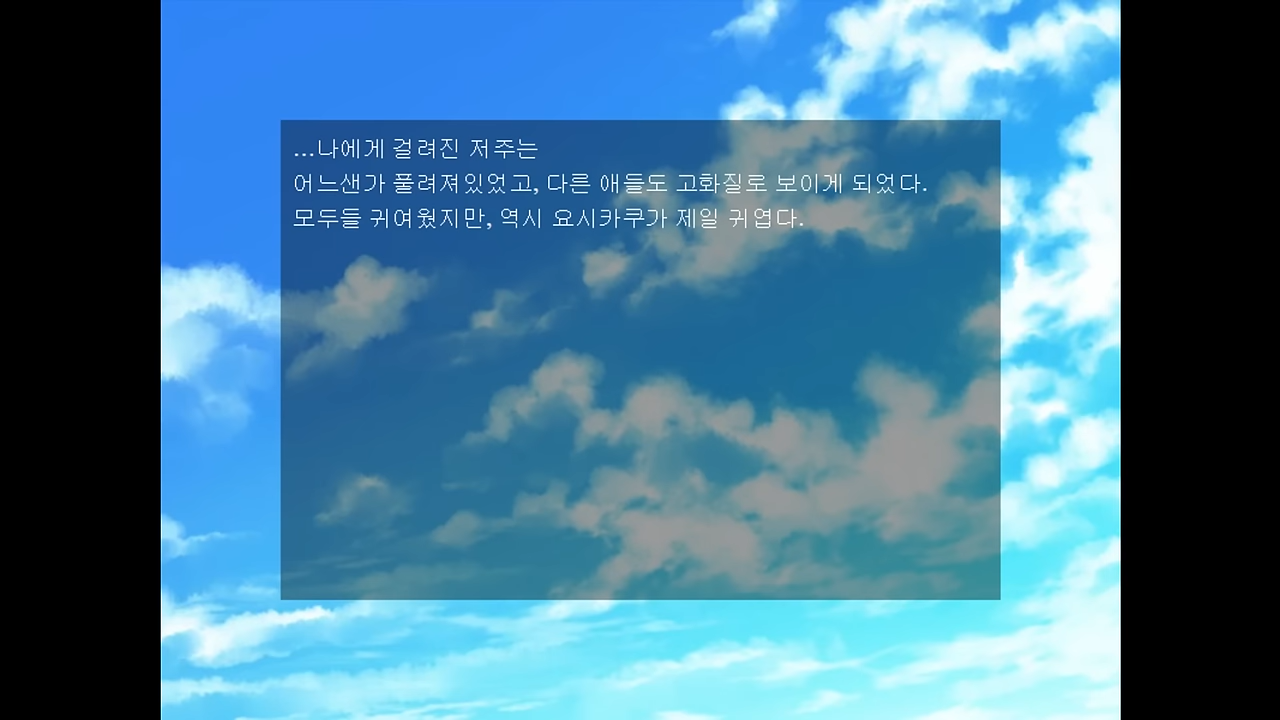 ...나에게 걸려진 저주는
어느샌가 풀려져있었고, 다른 애들도 고화질로 보이게 되었다.
모두들 귀여웠지만, 역시 요시카쿠가 제일 귀엽다.